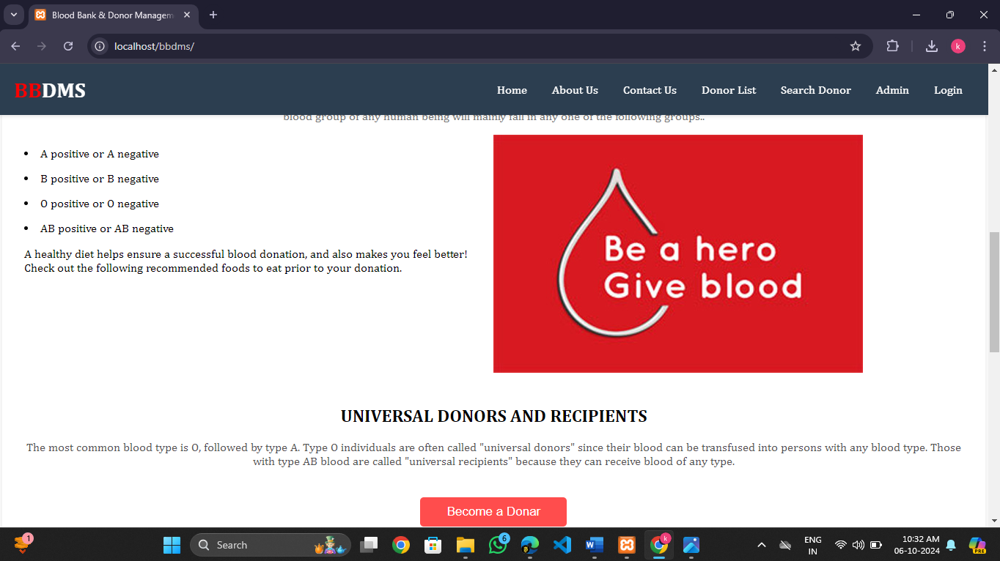 Blood Bank & Donor Managem
localhost/bbdms/
k
BBDMS
Home About Us Contact Us Donor List Search Donor Admin Login
blood group of any human being will mainly fall in any one of the following groups..
• A positive or A negative
• B positive or B negative
• O positive or O negative
• AB positive or AB negative
A healthy diet helps ensure a successful blood donation, and also makes you feel better!
Check out the following recommended foods to eat prior to your donation.
Be a hero
Give blood
UNIVERSAL DONORS AND RECIPIENTS
The most common blood type is O, followed by type A. Type O individuals are often called "universal donors" since their blood can be transfused into persons with any blood type. Those
with type AB blood are called "universal recipients" because they can receive blood of any type.
Become a Donar
1
Search
6
k
ENG
IN
10:32 AM
06-10-2024
PRE